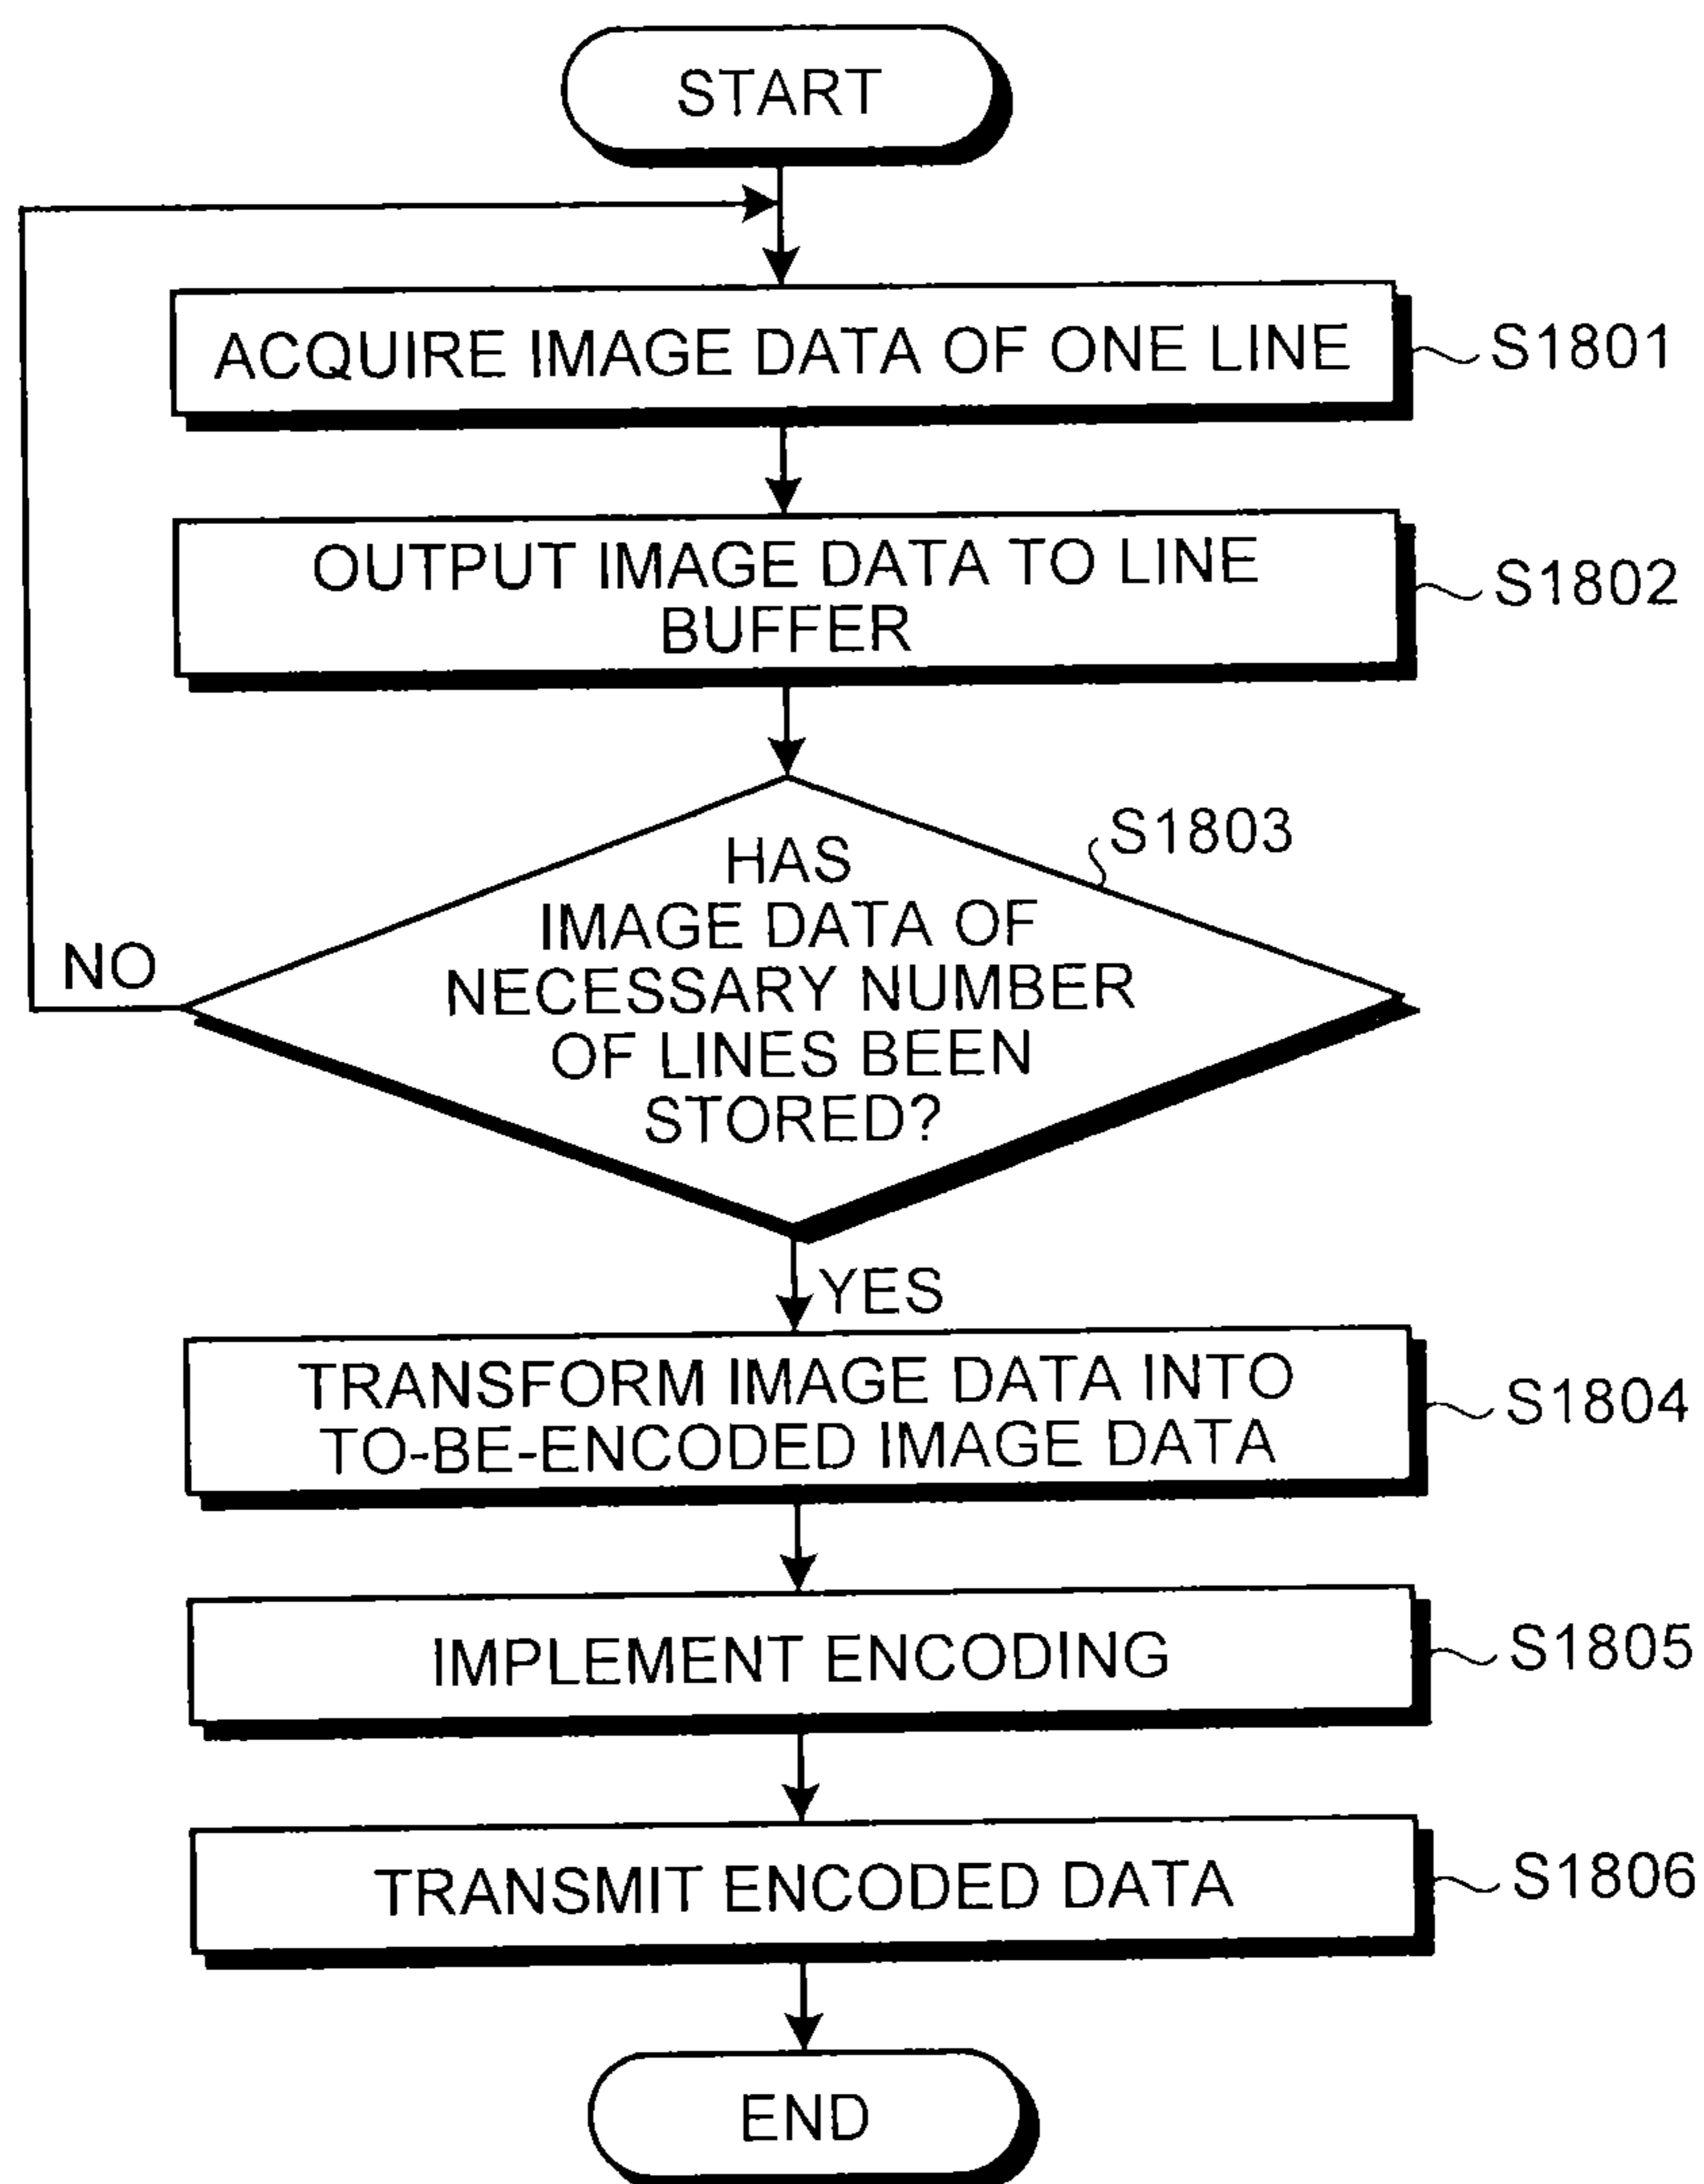 START
ACQUIRE IMAGE DATA OF ONE LINE
S1801
OUTPUT IMAGE DATA TO LINE
BUFFER
S1802
S1803
HAS
IMAGE DATA OF
NECESSARY NUMBER
OF LINES BEEN
STORED?
NO
YES
TRANSFORM IMAGE DATA INTO
TO-BE-ENCODED IMAGE DATA
S1804
IMPLEMENT ENCODING
S1805
TRANSMIT ENCODED DATA
S1806
END